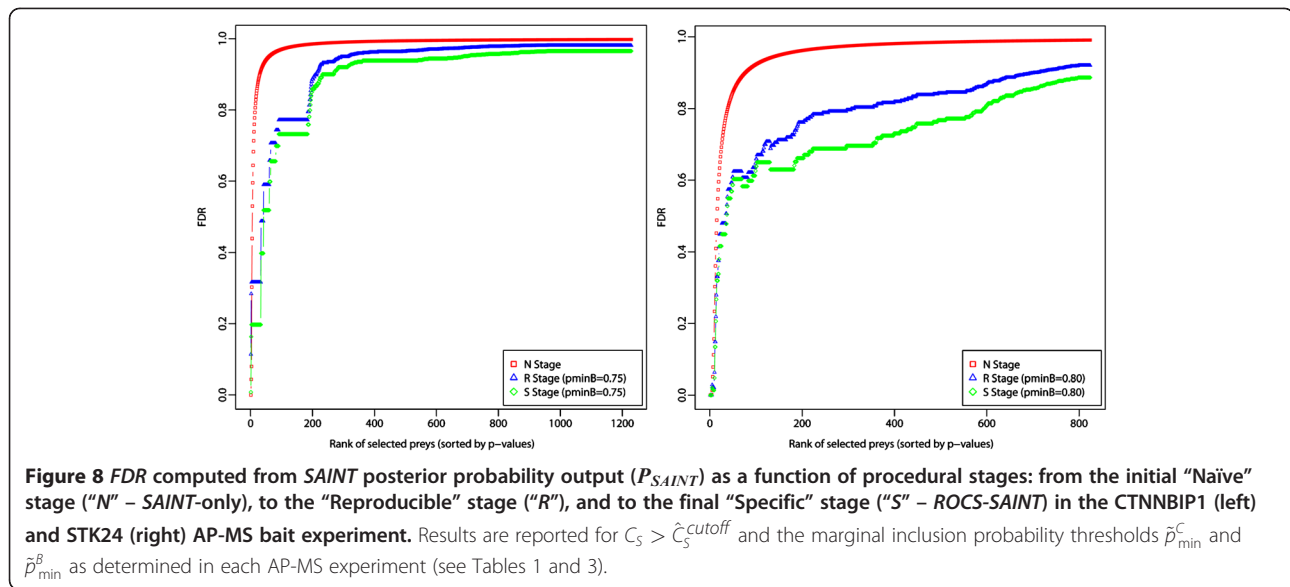 FDR
1.0
0.8
0.6
0.4
0.2
0.0
0 200 400 600 800 1000 1200
Rank of selected preys (sorted by p−values)
N Stage
R Stage (pminB=0.75)
S Stage (pminB=0.75)
FDR
1.0
0.8
0.6
0.4
0.2
0.0
0 200 400 600 800
Rank of selected preys (sorted by p−values)
N Stage
R Stage (pminB=0.80)
S Stage (pminB=0.80)
Figure 8 FDR computed from SAINT posterior probability output (P_SAINT) as a function of procedural stages: from the initial “Naïve”
stage (“N” – SAINT-only), to the “Reproducible” stage (“R”), and to the final “Specific” stage (“S” – ROCS-SAINT) in the CTNNBIP1 (left)
and STK24 (right) AP-MS bait experiment. Results are reported for C_S > Ĉ_S^cutoff and the marginal inclusion probability thresholds p̃_min^C and
p̃_min^B as determined in each AP-MS experiment (see Tables 1 and 3).